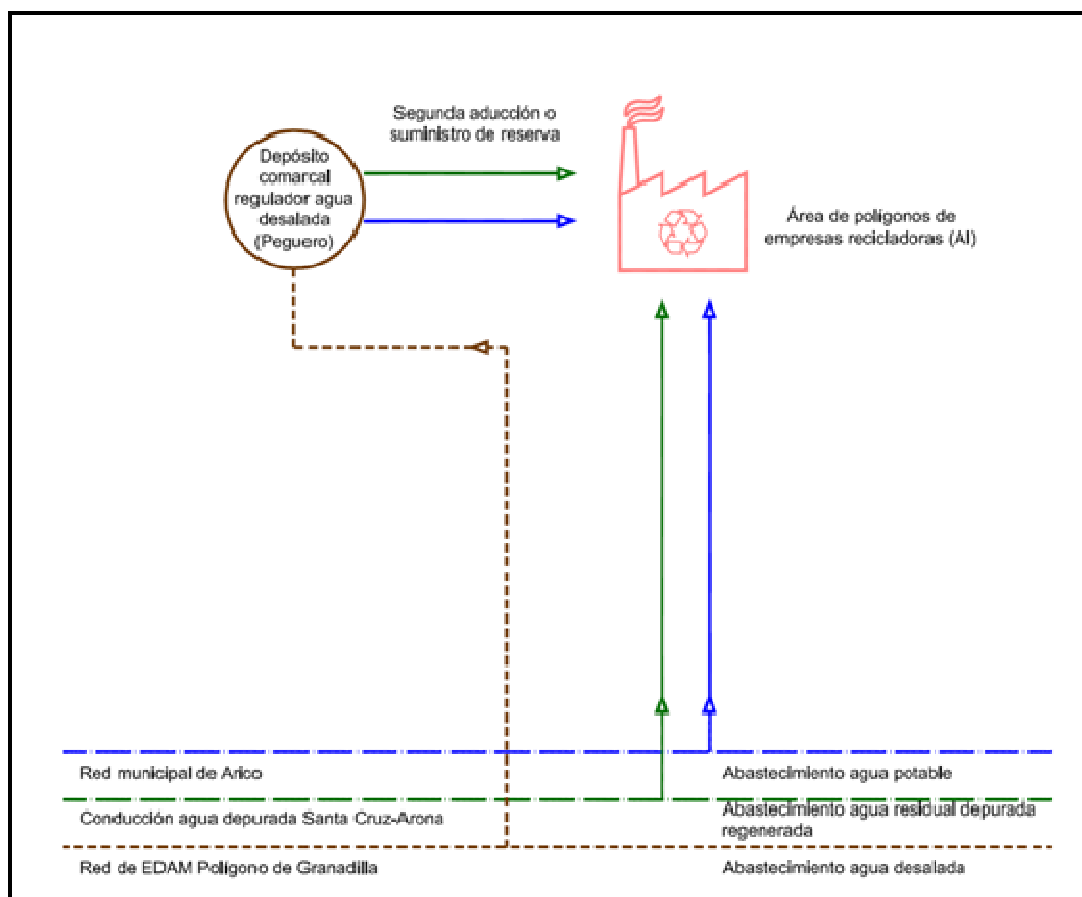 Segunda aducción o
suministro de reserva
Depósito
comarcal
regulador agua
desalada
(Peguero)
Área de polígonos de
empresas recicladoras (AI)
Red municipal de Arico
Abastecimiento agua potable
Conducción agua depurada Santa Cruz-Arona
Abastecimiento agua residual depurada
regenerada
Red de EDAM Polígono de Granadilla
Abastecimiento agua desalada